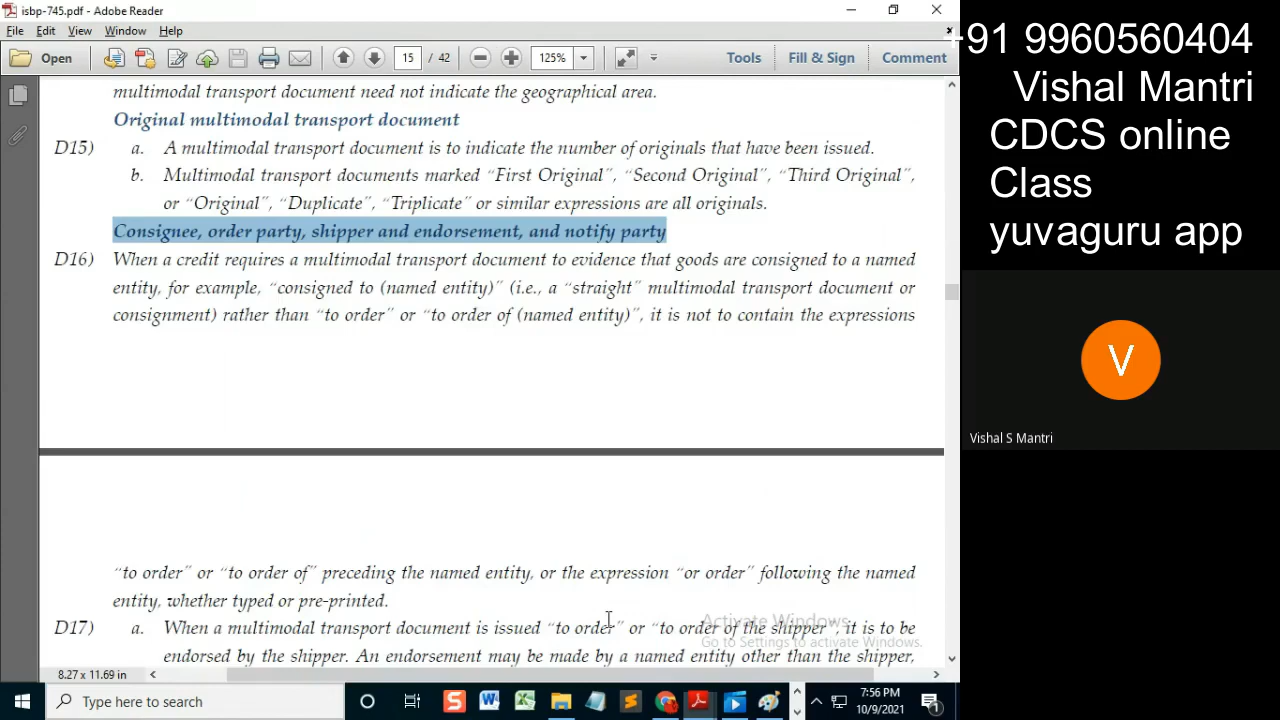 isbp-745.pdf - Adobe Reader
File Edit View Window Help
Open 15 / 42 125% Tools Fill & Sign Comment
multimodal transport document need not indicate the geographical area.
Original multimodal transport document
D15) a. A multimodal transport document is to indicate the number of originals that have been issued.
b. Multimodal transport documents marked “First Original”, “Second Original”, “Third Original”,
or “Original”, “Duplicate”, “Triplicate” or similar expressions are all originals.
Consignee, order party, shipper and endorsement, and notify party
D16) When a credit requires a multimodal transport document to evidence that goods are consigned to a named
entity, for example, “consigned to (named entity)” (i.e., a “straight” multimodal transport document or
consignment) rather than “to order” or “to order of (named entity)”, it is not to contain the expressions
“to order” or “to order of” preceding the named entity, or the expression “or order” following the named
entity, whether typed or pre-printed.
D17) a. When a multimodal transport document is issued “to order” or “to order of the shipper”, it is to be
endorsed by the shipper. An endorsement may be made by a named entity other than the shipper,
Activate Windows
Go to Settings to activate Windows.
8.27 x 11.69 in
Type here to search
7:56 PM
10/9/2021
1
+91 9960560404
Vishal Mantri
CDCS online
Class
yuvaguru app
V
Vishal S Mantri